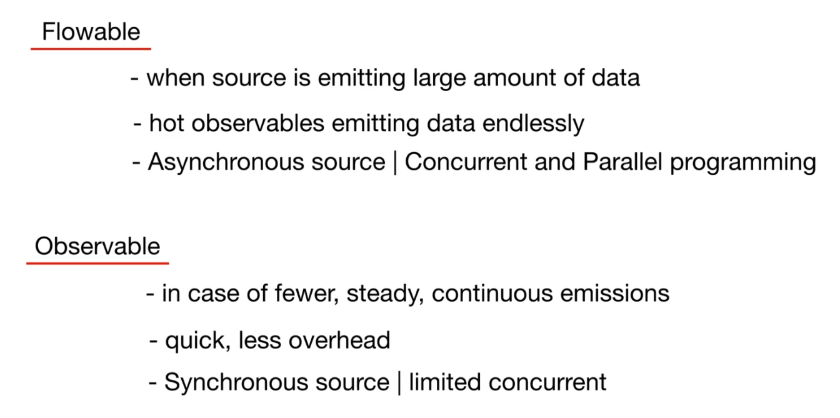 Flowable
- when source is emitting large amount of data
- hot observables emitting data endlessly
- Asynchronous source | Concurrent and Parallel programming
Observable
- in case of fewer, steady, continuous emissions
- quick, less overhead
- Synchronous source | limited concurrent